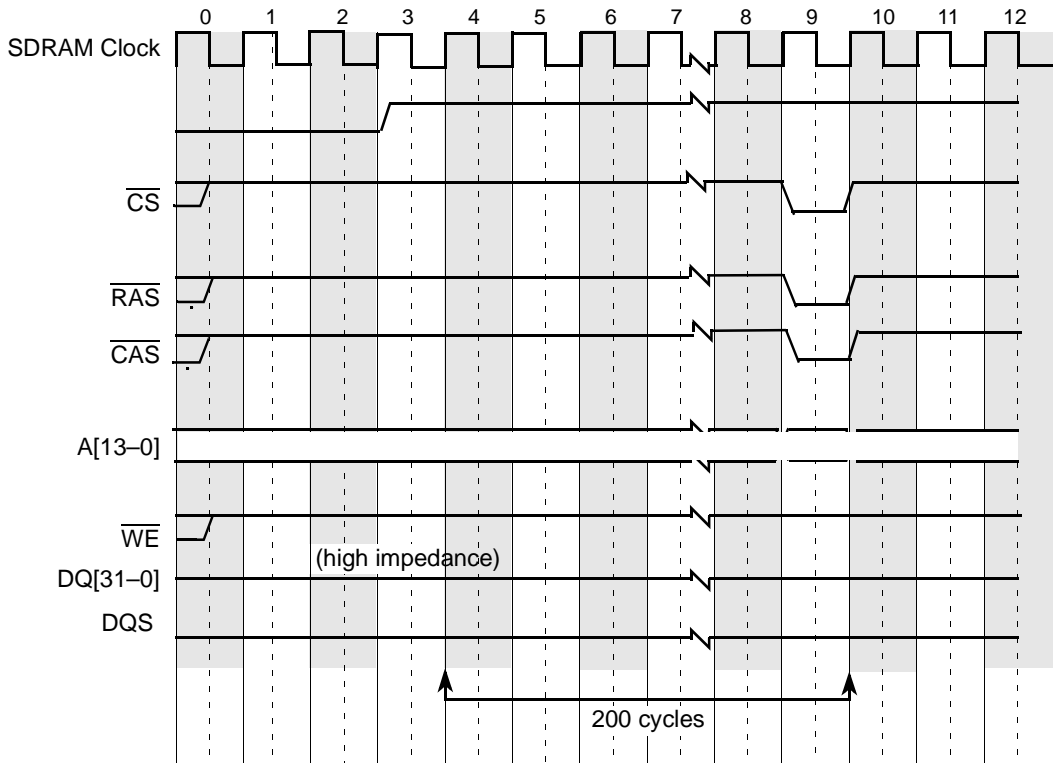 0 1 2 3 4 5 6 7 8 9 10 11 12
SDRAM Clock
CS
RAS
CAS
A[13–0]
WE
(high impedance)
DQ[31–0]
DQS
200 cycles